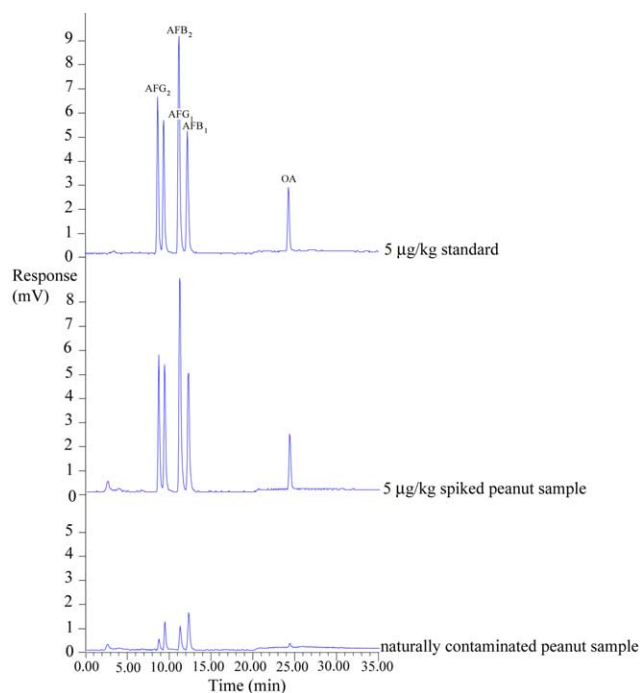 AFB2
9
8
7
AFG2
6
AFG1
5
AFB1
4
3
OA
2
1
0
5 µg/kg standard
Response
(mV)
8
7
6
5
4
3
2
1
0
5 µg/kg spiked peanut sample
5
4
3
2
1
0
naturally contaminated peanut sample
0.00 5.00 10.00 15.00 20.00 25.00 30.00 35.00
Time (min)